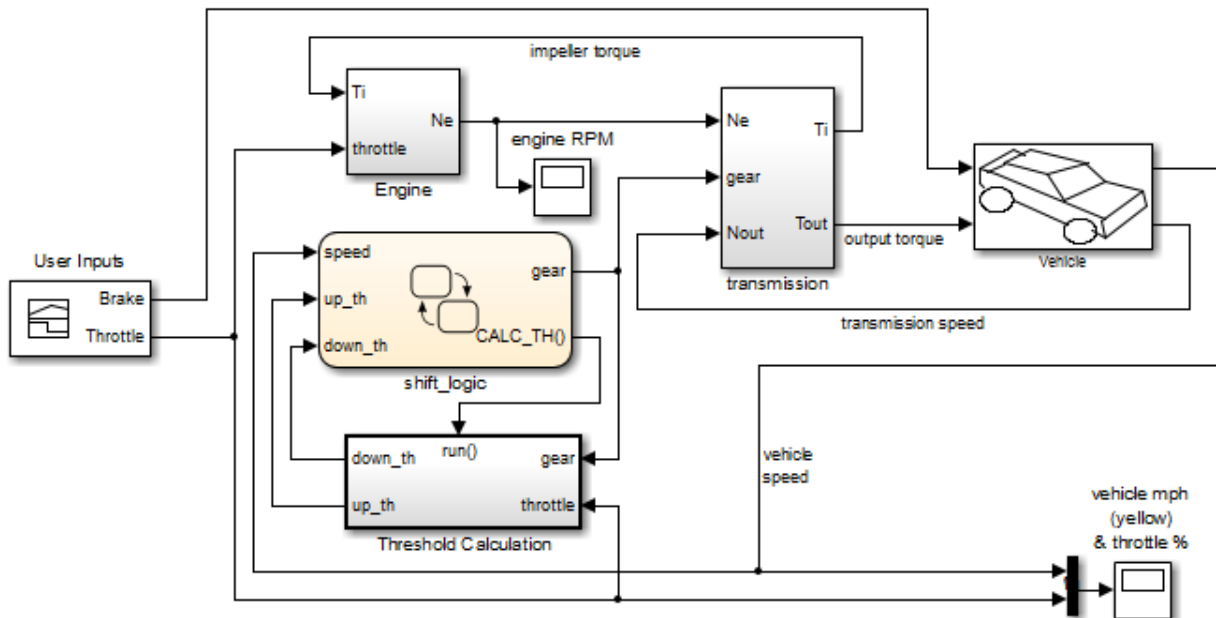 impeller torque
Ti
Ne
throttle
Engine
engine RPM
Ne
Ti
gear
Nout
Tout
transmission
output torque
Vehicle
transmission speed
User Inputs
Brake
Throttle
speed
gear
up_th
CALC_TH()
down_th
shift_logic
run()
down_th
gear
up_th
throttle
Threshold Calculation
vehicle
speed
vehicle mph
(yellow)
& throttle %